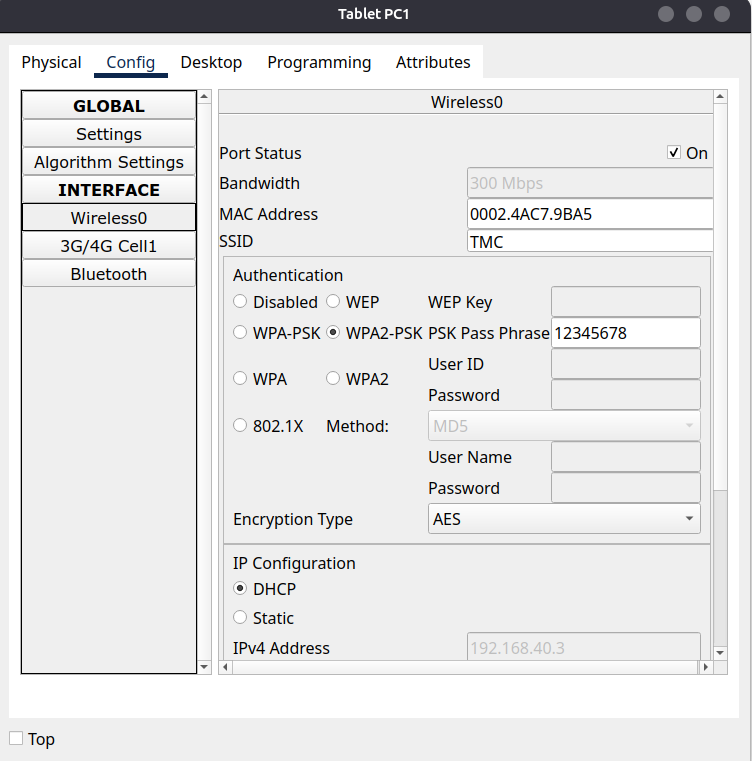 Tablet PC1
Physical Config Desktop Programming Attributes
GLOBAL
Settings
Algorithm Settings
INTERFACE
Wireless0
3G/4G Cell1
Bluetooth
Wireless0
Port Status On
Bandwidth 300 Mbps
MAC Address 0002.4AC7.9BA5
SSID TMC
Authentication
Disabled WEP WEP Key
WPA-PSK WPA2-PSK PSK Pass Phrase 12345678
User ID
WPA WPA2
Password
802.1X Method: MD5
User Name
Password
Encryption Type AES
IP Configuration
DHCP
Static
IPv4 Address 192.168.40.3
Top